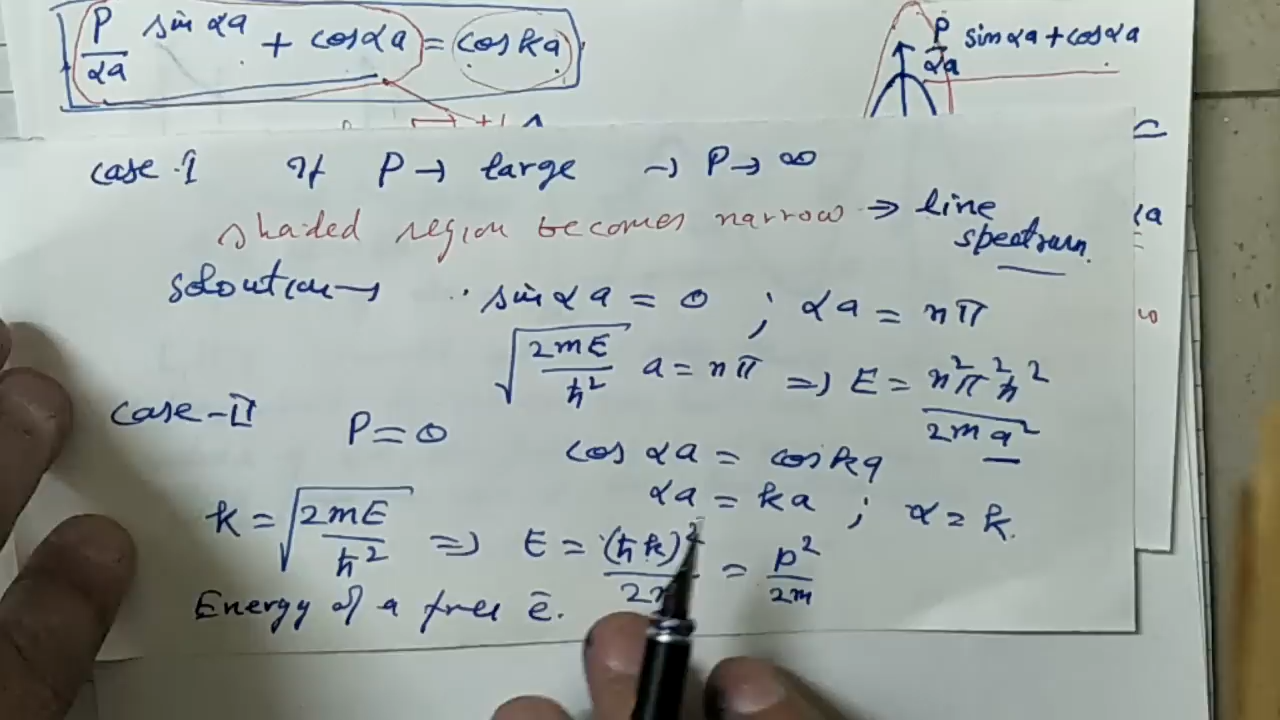 P/αa sin αa + cos αa = cos ka
P/αa sin αa + cos αa
+1
case-I If P → large → P → ∞
shaded region becomes narrow ⇒ line spectrum.
soloution → sin αa = 0 ; αa = nπ
√(2mE/ħ²) a = nπ ⇒ E = n²π²ħ²/2ma²
case-II P = 0
cos αa = cos ka
αa = ka ; α = k.
k = √(2mE/ħ²) ⇒ E = (ħk)²/2m = p²/2m
Energy of a free e̅.